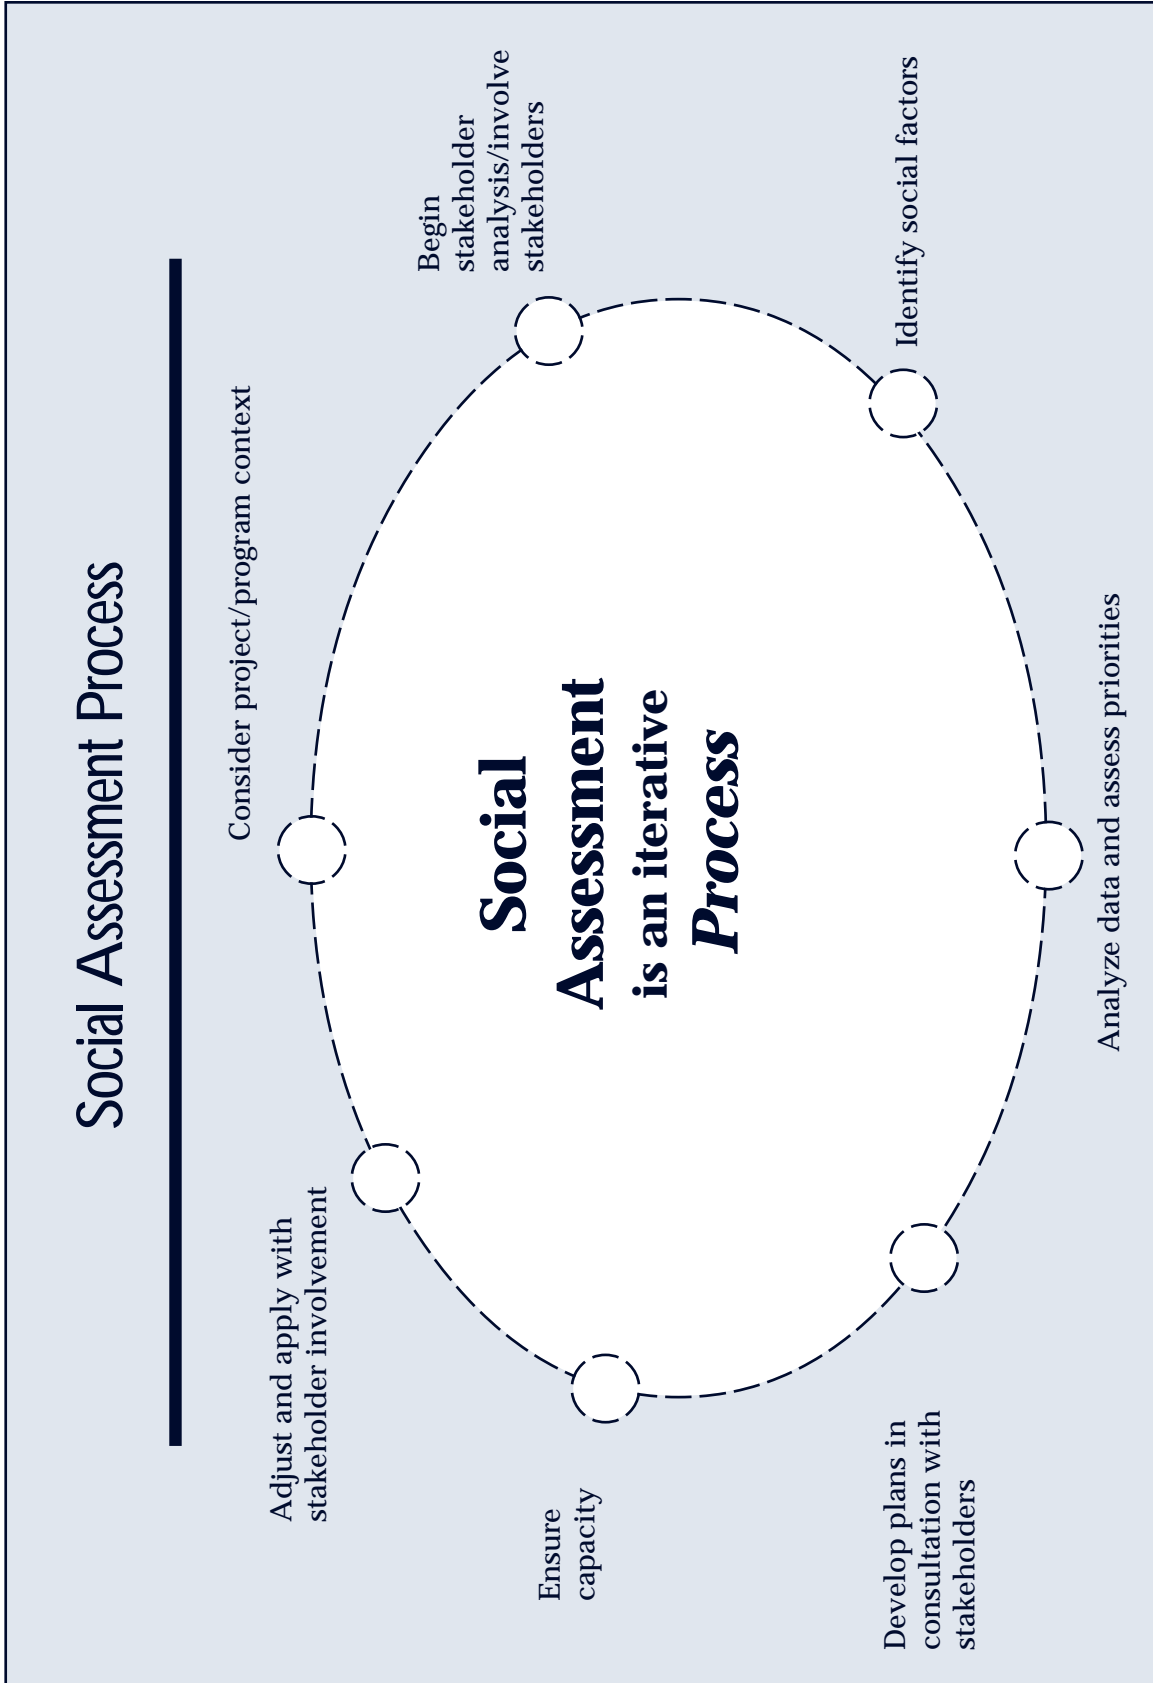 Social Assessment Process
Consider project/program context
Begin
stakeholder
analysis/involve
stakeholders
Identify social factors
Analyze data and assess priorities
Develop plans in
consultation with
stakeholders
Ensure
capacity
Adjust and apply with
stakeholder involvement
Social
Assessment
is an iterative
Process